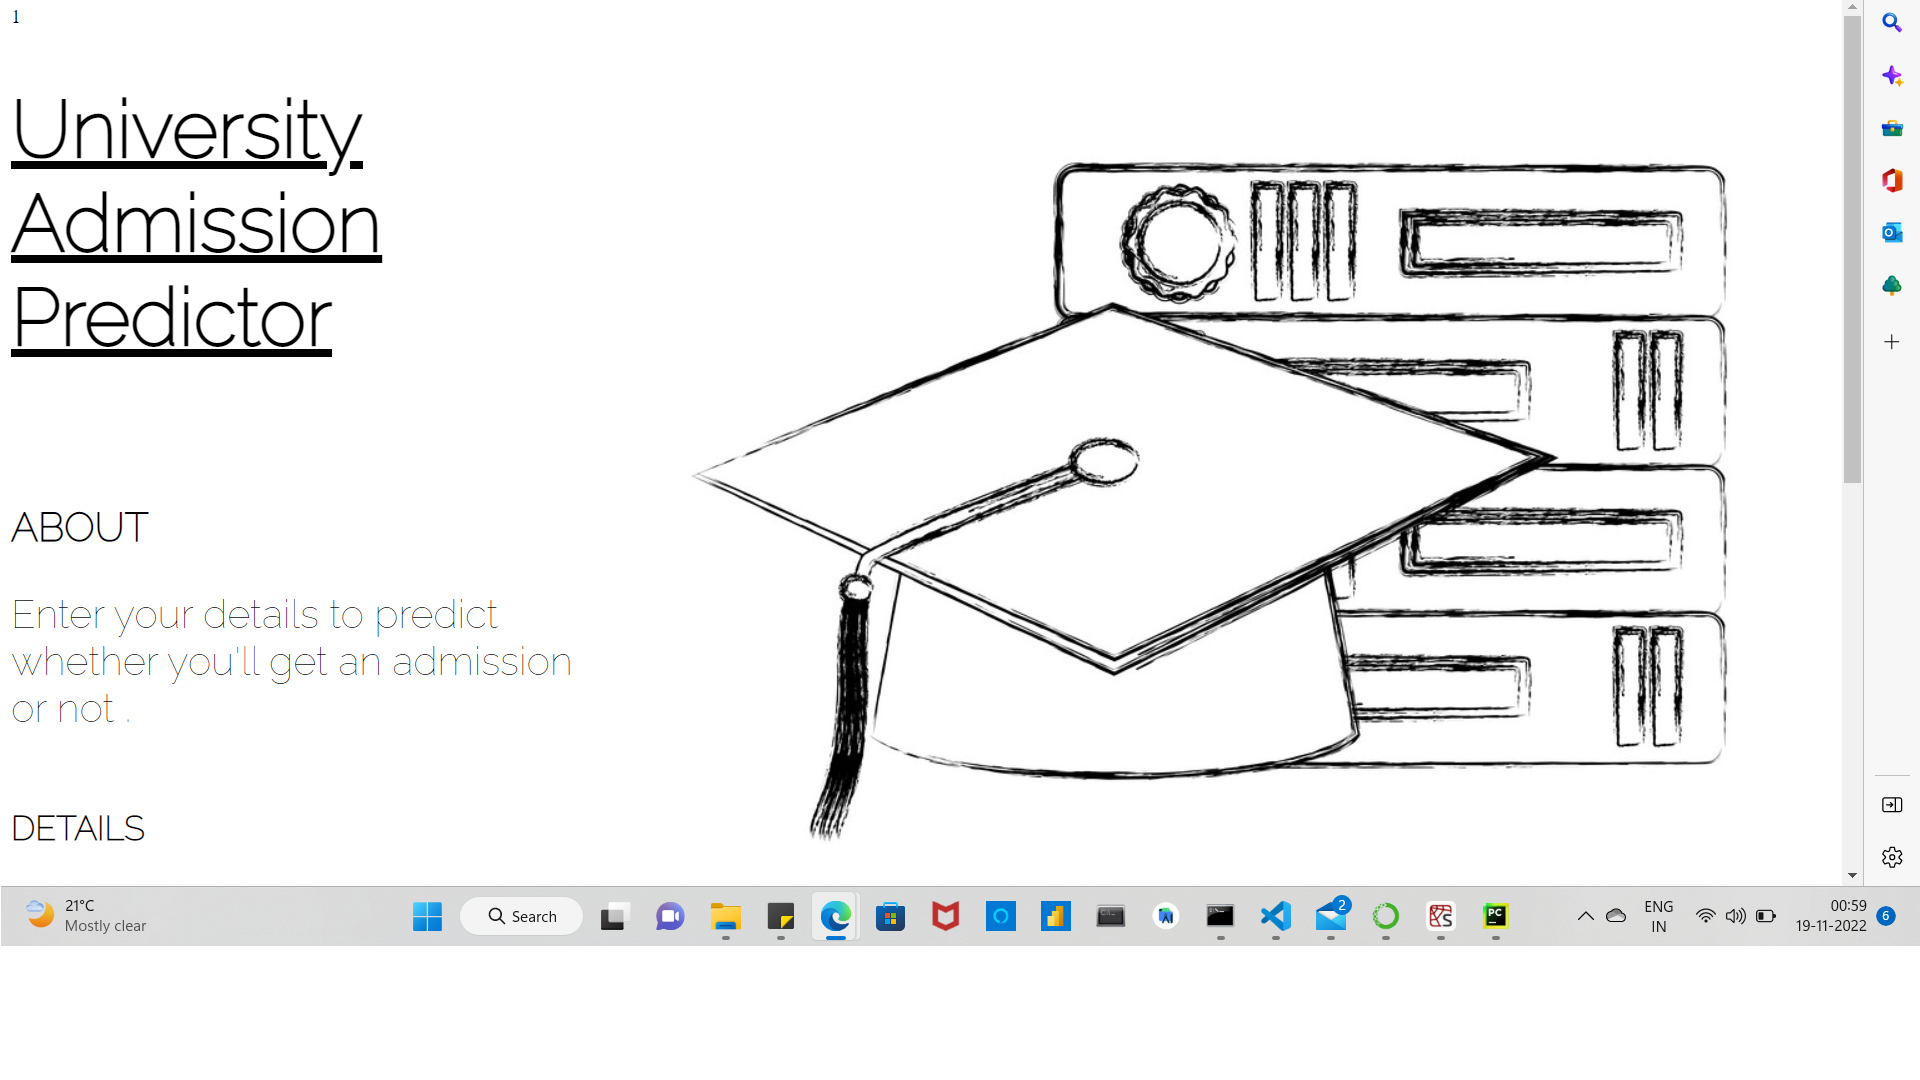 1
University
Admission
Predictor
ABOUT
Enter your details to predict
whether you'll get an admission
or not .
DETAILS
21°C
Mostly clear
Search
2
PC
ENG
IN
00:59
19-11-2022
6